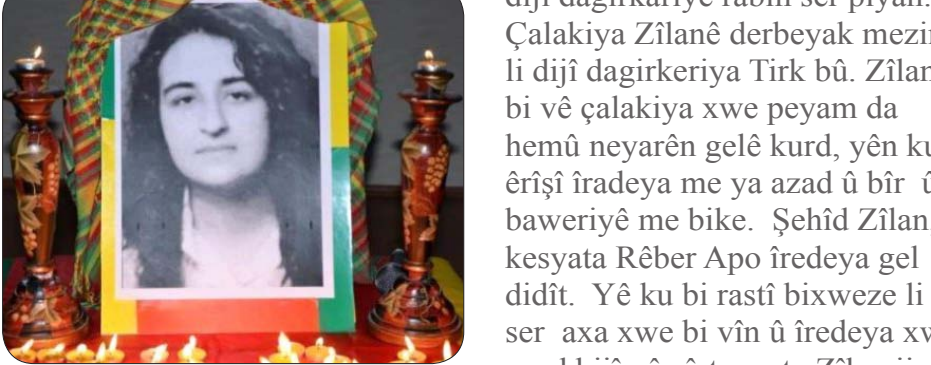 dijî dagirkariyê rabin ser piyan.
Çalakiya Zîlanê derbeyak mezin
li dijî dagirkeriya Tirk bû. Zîlan
bi vê çalakiya xwe peyam da
hemû neyarên gelê kurd, yên ku
êrîşî îradeya me ya azad û bîr û
baweriyê me bike. Şehîd Zîlan
kesyata Rêber Apo îredeya gel
didît. Yê ku bi rastî bixweze li
ser axa xwe bi vîn û îredeya